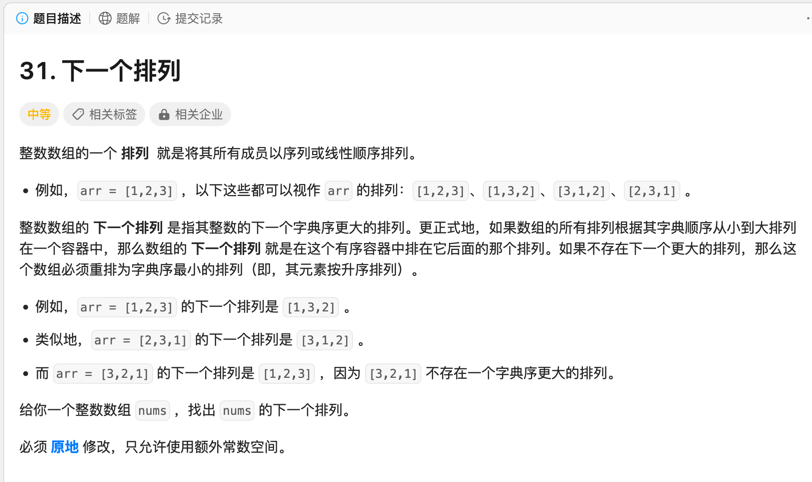 题目描述 题解 提交记录
31. 下一个排列
中等 相关标签 相关企业
整数数组的一个 排列 就是将其所有成员以序列或线性顺序排列。
• 例如，arr = [1,2,3] ，以下这些都可以视作 arr 的排列：[1,2,3]、[1,3,2]、[3,1,2]、[2,3,1] 。
整数数组的 下一个排列 是指其整数的下一个字典序更大的排列。更正式地，如果数组的所有排列根据其字典顺序从小到大排列
在一个容器中，那么数组的 下一个排列 就是在这个有序容器中排在它后面的那个排列。如果不存在下一个更大的排列，那么这
个数组必须重排为字典序最小的排列（即，其元素按升序排列）。
• 例如，arr = [1,2,3] 的下一个排列是 [1,3,2] 。
• 类似地，arr = [2,3,1] 的下一个排列是 [3,1,2] 。
• 而 arr = [3,2,1] 的下一个排列是 [1,2,3] ，因为 [3,2,1] 不存在一个字典序更大的排列。
给你一个整数数组 nums ，找出 nums 的下一个排列。
必须 原地 修改，只允许使用额外常数空间。